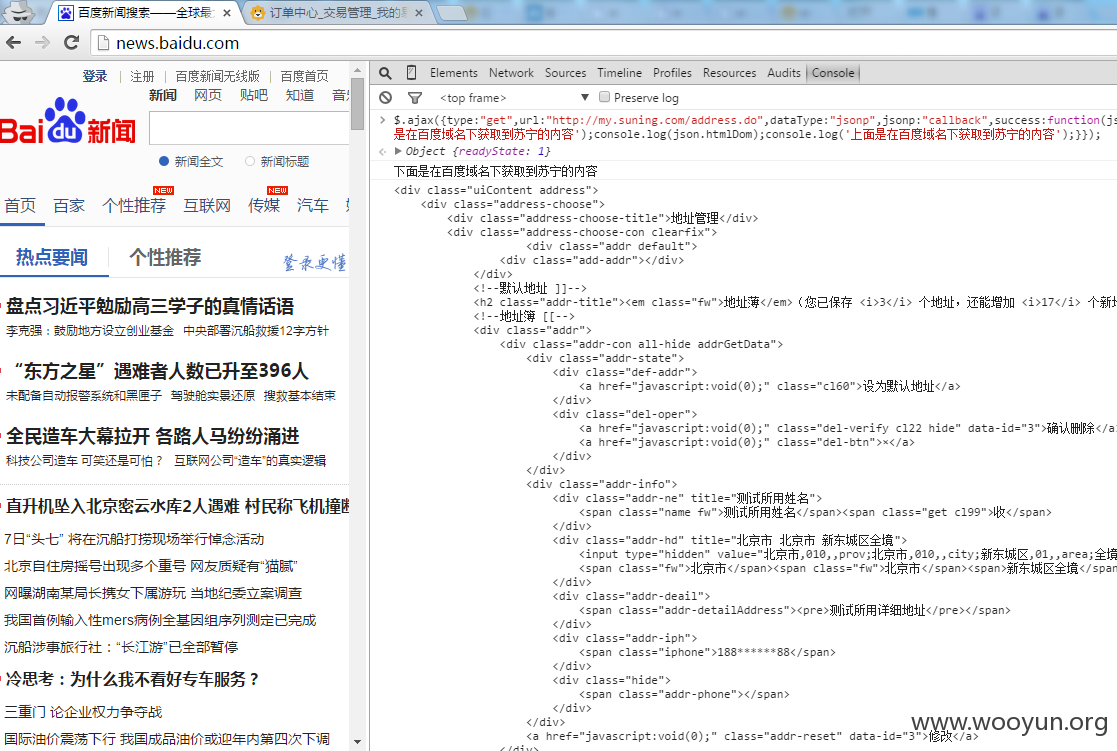 百度新闻搜索——全球最
订单中心_交易管理_我的
news.baidu.com
登录 | 注册 | 百度新闻无线版 | 百度首页
新闻 网页 贴吧 知道
Bai du 新闻
新闻全文 新闻标题
NEW NEW
首页 百家 个性推荐 互联网 传媒 汽车
热点要闻 个性推荐 登录更懂
盘点习近平勉励高三学子的真情话语
李克强：鼓励地方设立创业基金 中央部署沉船救援12字方针
“东方之星”遇难者人数已升至396人
未配备自动报警系统和黑匣子 驾驶舱实景还原 搜救基本结束
全民造车大幕拉开 各路人马纷纷涌进
科技公司造车 可笑还是可怕？ 互联网公司“造车”的真实逻辑
直升机坠入北京密云水库2人遇难 村民称飞机撞断
7日“头七” 将在沉船打捞现场举行悼念活动
北京自住房摇号出现多个重号 网友质疑有“猫腻”
网曝湖南某局长携女下属游玩 当地纪委立案调查
我国首例输入性mers病例全基因组序列测定已完成
沉船涉事旅行社：“长江游”已全部暂停
冷思考：为什么我不看好专车服务？
三重门 论企业权力争夺战
国际油价震荡下行 我国成品油价或迎年内第四次下调
Elements Network Sources Timeline Profiles Resources Audits Console
<top frame> ▼ Preserve log
> $.ajax({type:"get",url:"http://my.suning.com/address.do",dataType:"jsonp",jsonp:"callback",success:function(js
是在百度域名下获取到苏宁的内容');console.log(json.htmlDom);console.log('上面是在百度域名下获取到苏宁的内容');}});
Object {readyState: 1}
下面是在百度域名下获取到苏宁的内容
<div class="uiContent address">
<div class="address-choose">
<div class="address-choose-title">地址管理</div>
<div class="address-choose-con clearfix">
<div class="addr default">
<div class="add-addr"></div>
</div>
<!--默认地址 ]]-->
<h2 class="addr-title"><em class="fw">地址薄</em>（您已保存 <i>3</i> 个地址，还能增加 <i>17</i> 个新地
<!--地址簿 [[-->
<div class="addr">
<div class="addr-con all-hide addrGetData">
<div class="addr-state">
<div class="def-addr">
<a href="javascript:void(0);" class="cl60">设为默认地址</a>
</div>
<div class="del-oper">
<a href="javascript:void(0);" class="del-verify cl22 hide" data-id="3">确认删除</a
<a href="javascript:void(0);" class="del-btn">×</a>
</div>
</div>
<div class="addr-info">
<div class="addr-ne" title="测试所用姓名">
<span class="name fw">测试所用姓名</span><span class="get cl99">收</span>
</div>
<div class="addr-hd" title="北京市 北京市 新东城区全境">
<input type="hidden" value="北京市,010,,prov;北京市,010,,city;新东城区,01,,area;全境
<span class="fw">北京市</span><span class="fw">北京市</span><span>新东城区全境</span
</div>
<div class="addr-deail">
<span class="addr-detailAddress"><pre>测试所用详细地址</pre></span>
</div>
<div class="addr-iph">
<span class="iphone">188******88</span>
</div>
<div class="hide">
<span class="addr-phone"></span>
</div>
</div>
<a href="javascript:void(0);" class="addr-reset" data-id="3">修改</a>
</div>
www.wooyun.org